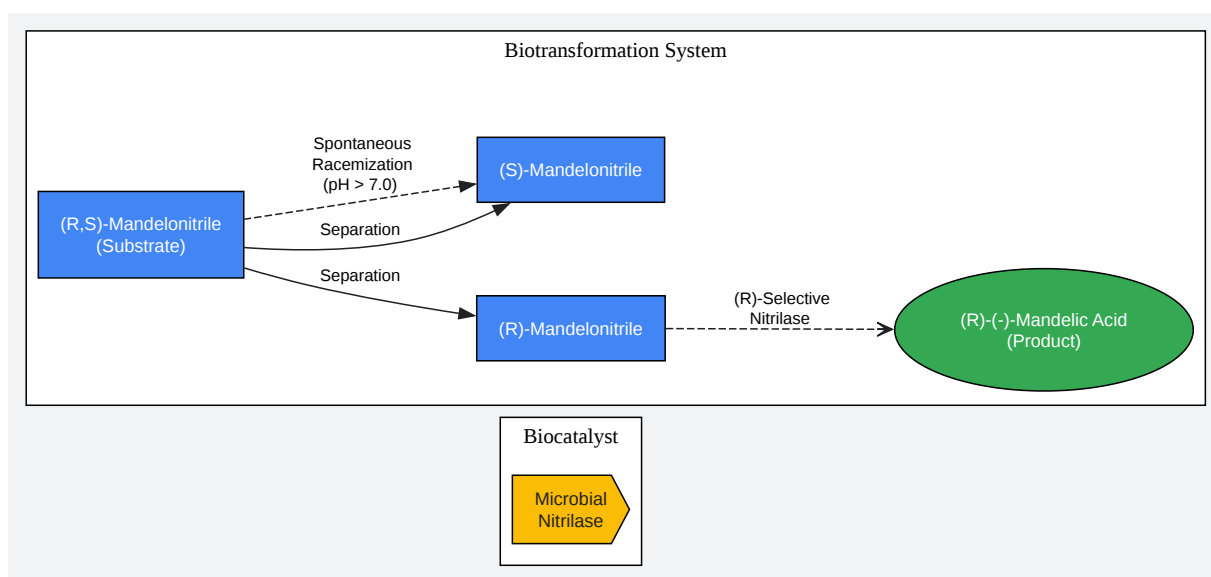 Biotransformation System
Spontaneous
Racemization
(pH > 7.0)
(S)-Mandelonitrile
(R,S)-Mandelonitrile
(Substrate)
Separation
Separation
(R)-Mandelonitrile
(R)-Selective
Nitrilase
(R)-(-)-Mandelic Acid
(Product)
Biocatalyst
Microbial
Nitrilase